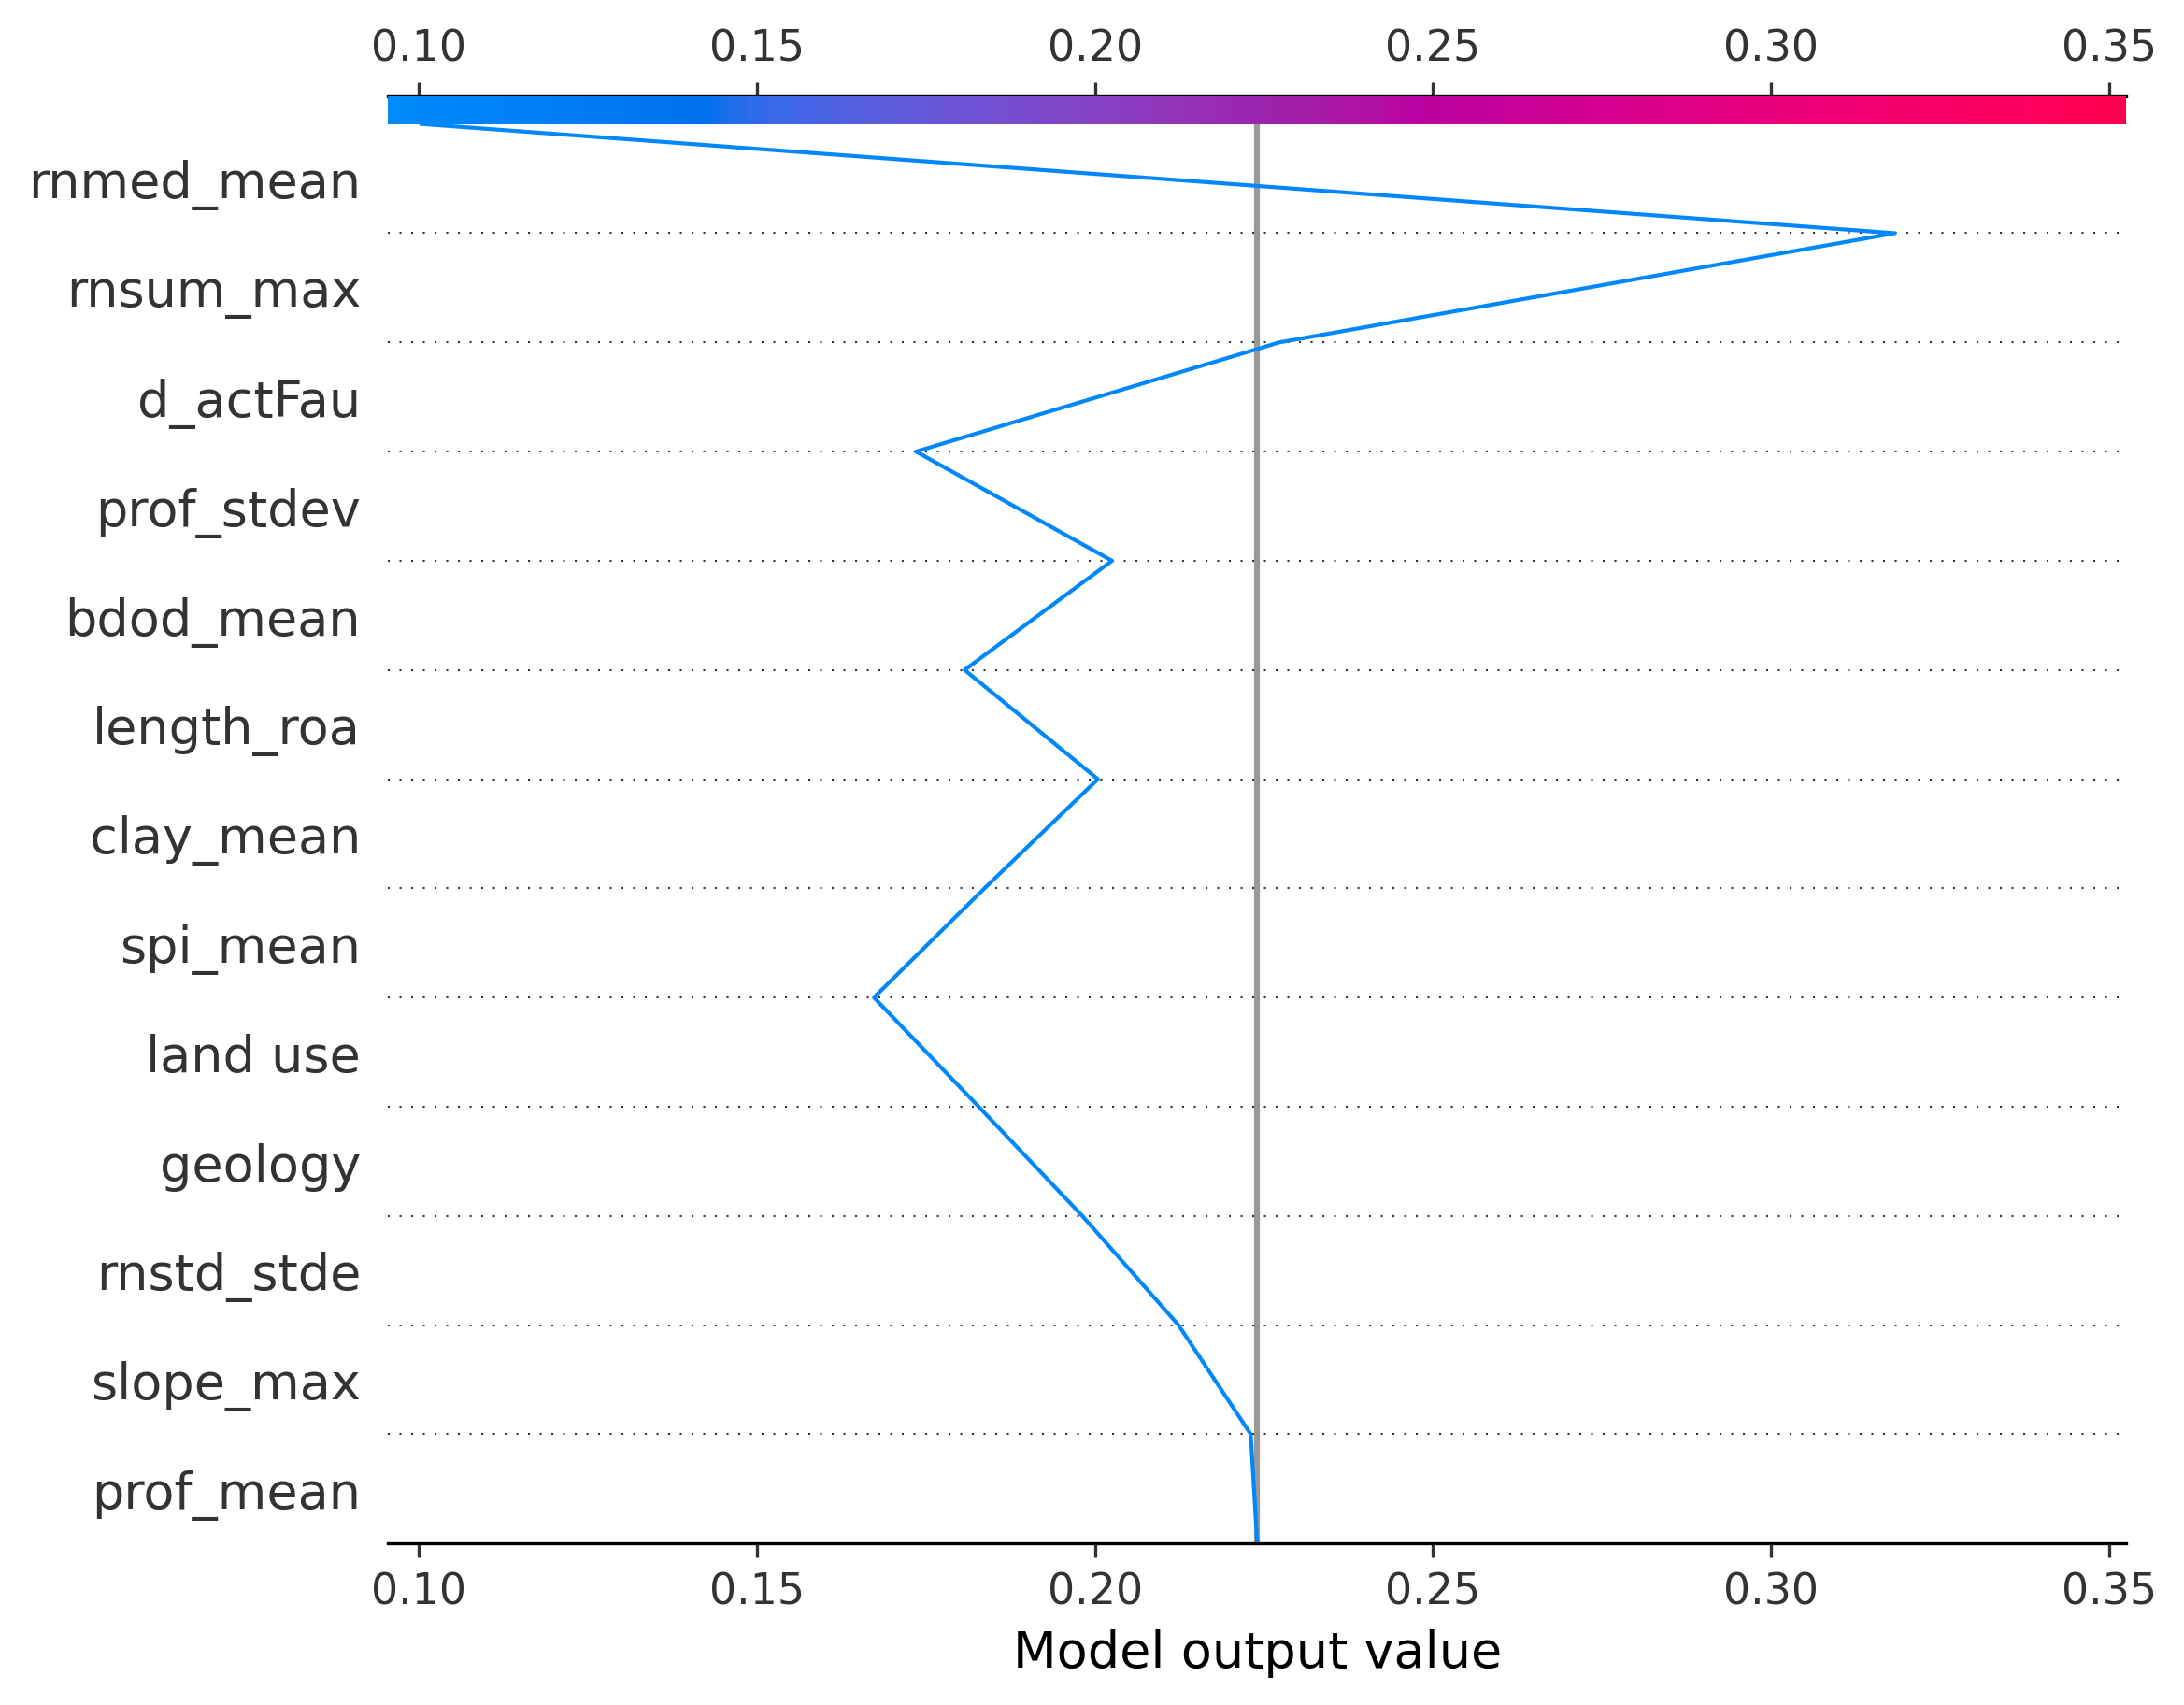 0.10 0.15 0.20 0.25 0.30 0.35
rnmed_mean
rnsum_max
d_actFau
prof_stdev
bdod_mean
length_roa
clay_mean
spi_mean
land use
geology
rnstd_stde
slope_max
prof_mean
0.10 0.15 0.20 0.25 0.30 0.35
Model output value